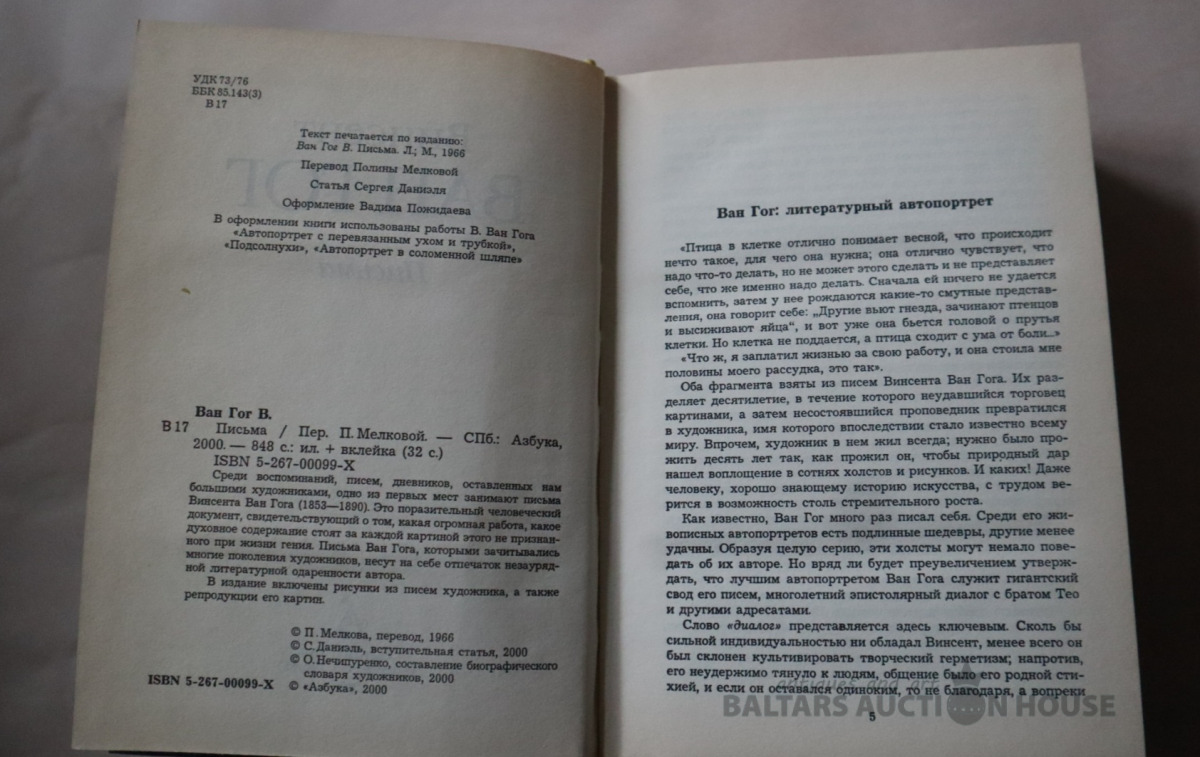 УДК 73/76
ББК 85.143(3)
В 17
Текст печатается по изданию:
Ван Гог В. Письма. Л.; М., 1966
Перевод Полины Мелковой
Статья Сергея Даниэля
Оформление Вадима Пожидаева
В оформлении книги использованы работы В. Ван Гога
«Автопортрет с перевязанным ухом и трубкой»,
«Подсолнухи», «Автопортрет в соломенной шляпе»
Ван Гог В.
В 17 Письма / Пер. П. Мелковой. — СПб.: Азбука,
2000. — 848 с.: ил. + вклейка (32 с.)
ISBN 5-267-00099-X
Среди воспоминаний, писем, дневников, оставленных нам
большими художниками, одно из первых мест занимают письма
Винсента Ван Гога (1853—1890). Это поразительный человеческий
документ, свидетельствующий о том, какая огромная работа, какое
духовное содержание стоят за каждой картиной этого не признан-
ного при жизни гения. Письма Ван Гога, которыми зачитывались
многие поколения художников, несут на себе отпечаток незауряд-
ной литературной одаренности автора.
В издание включены рисунки из писем художника, а также
репродукции его картин.
© П. Мелкова, перевод, 1966
© С. Даниэль, вступительная статья, 2000
© О. Нечипуренко, составление биографического
словаря художников, 2000
ISBN 5-267-00099-X © «Азбука», 2000
Ван Гог: литературный автопортрет
«Птица в клетке отлично понимает весной, что происходит
нечто такое, для чего она нужна; она отлично чувствует, что
надо что-то делать, но не может этого сделать и не представляет
себе, что же именно надо делать. Сначала ей ничего не удается
вспомнить, затем у нее рождаются какие-то смутные представ-
ления, она говорит себе: „Другие вьют гнезда, зачинают птенцов
и высиживают яйца“, и вот уже она бьется головой о прутья
клетки. Но клетка не поддается, а птица сходит с ума от боли...»
«Что ж, я заплатил жизнью за свою работу, и она стоила мне
половины моего рассудка, это так».
Оба фрагмента взяты из писем Винсента Ван Гога. Их раз-
деляет десятилетие, в течение которого неудавшийся торговец
картинами, а затем несостоявшийся проповедник превратился
в художника, имя которого впоследствии стало известно всему
миру. Впрочем, художник в нем жил всегда; нужно было про-
жить десять лет так, как прожил он, чтобы природный дар
нашел воплощение в сотнях холстов и рисунков. И каких! Даже
человеку, хорошо знающему историю искусства, с трудом ве-
рится в возможность столь стремительного роста.
Как известно, Ван Гог много раз писал себя. Среди его жи-
вописных автопортретов есть подлинные шедевры, другие менее
удачны. Образуя целую серию, эти холсты могут немало пове-
дать об их авторе. Но вряд ли будет преувеличением утверж-
дать, что лучшим автопортретом Ван Гога служит гигантский
свод его писем, многолетний эпистолярный диалог с братом Тео
и другими адресатами.
Слово «диалог» представляется здесь ключевым. Сколь бы
сильной индивидуальностью ни обладал Винсент, менее всего он
был склонен культивировать творческий герметизм; напротив,
его неудержимо тянуло к людям, общение было его родной сти-
хией, и если он оставался одиноким, то не благодаря, а вопреки
antiques and art
BALTARS AUCTION HOUSE
5